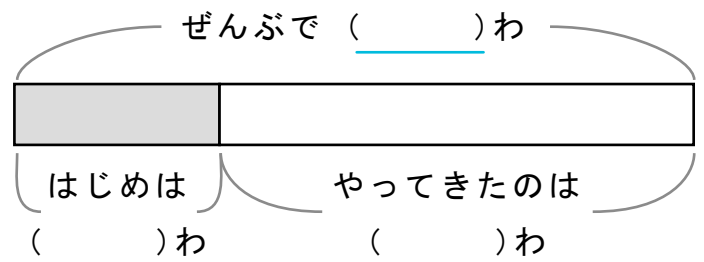 ぜんぶで (　　　)わ
はじめは
やってきたのは
(　　　)わ
(　　　)わ